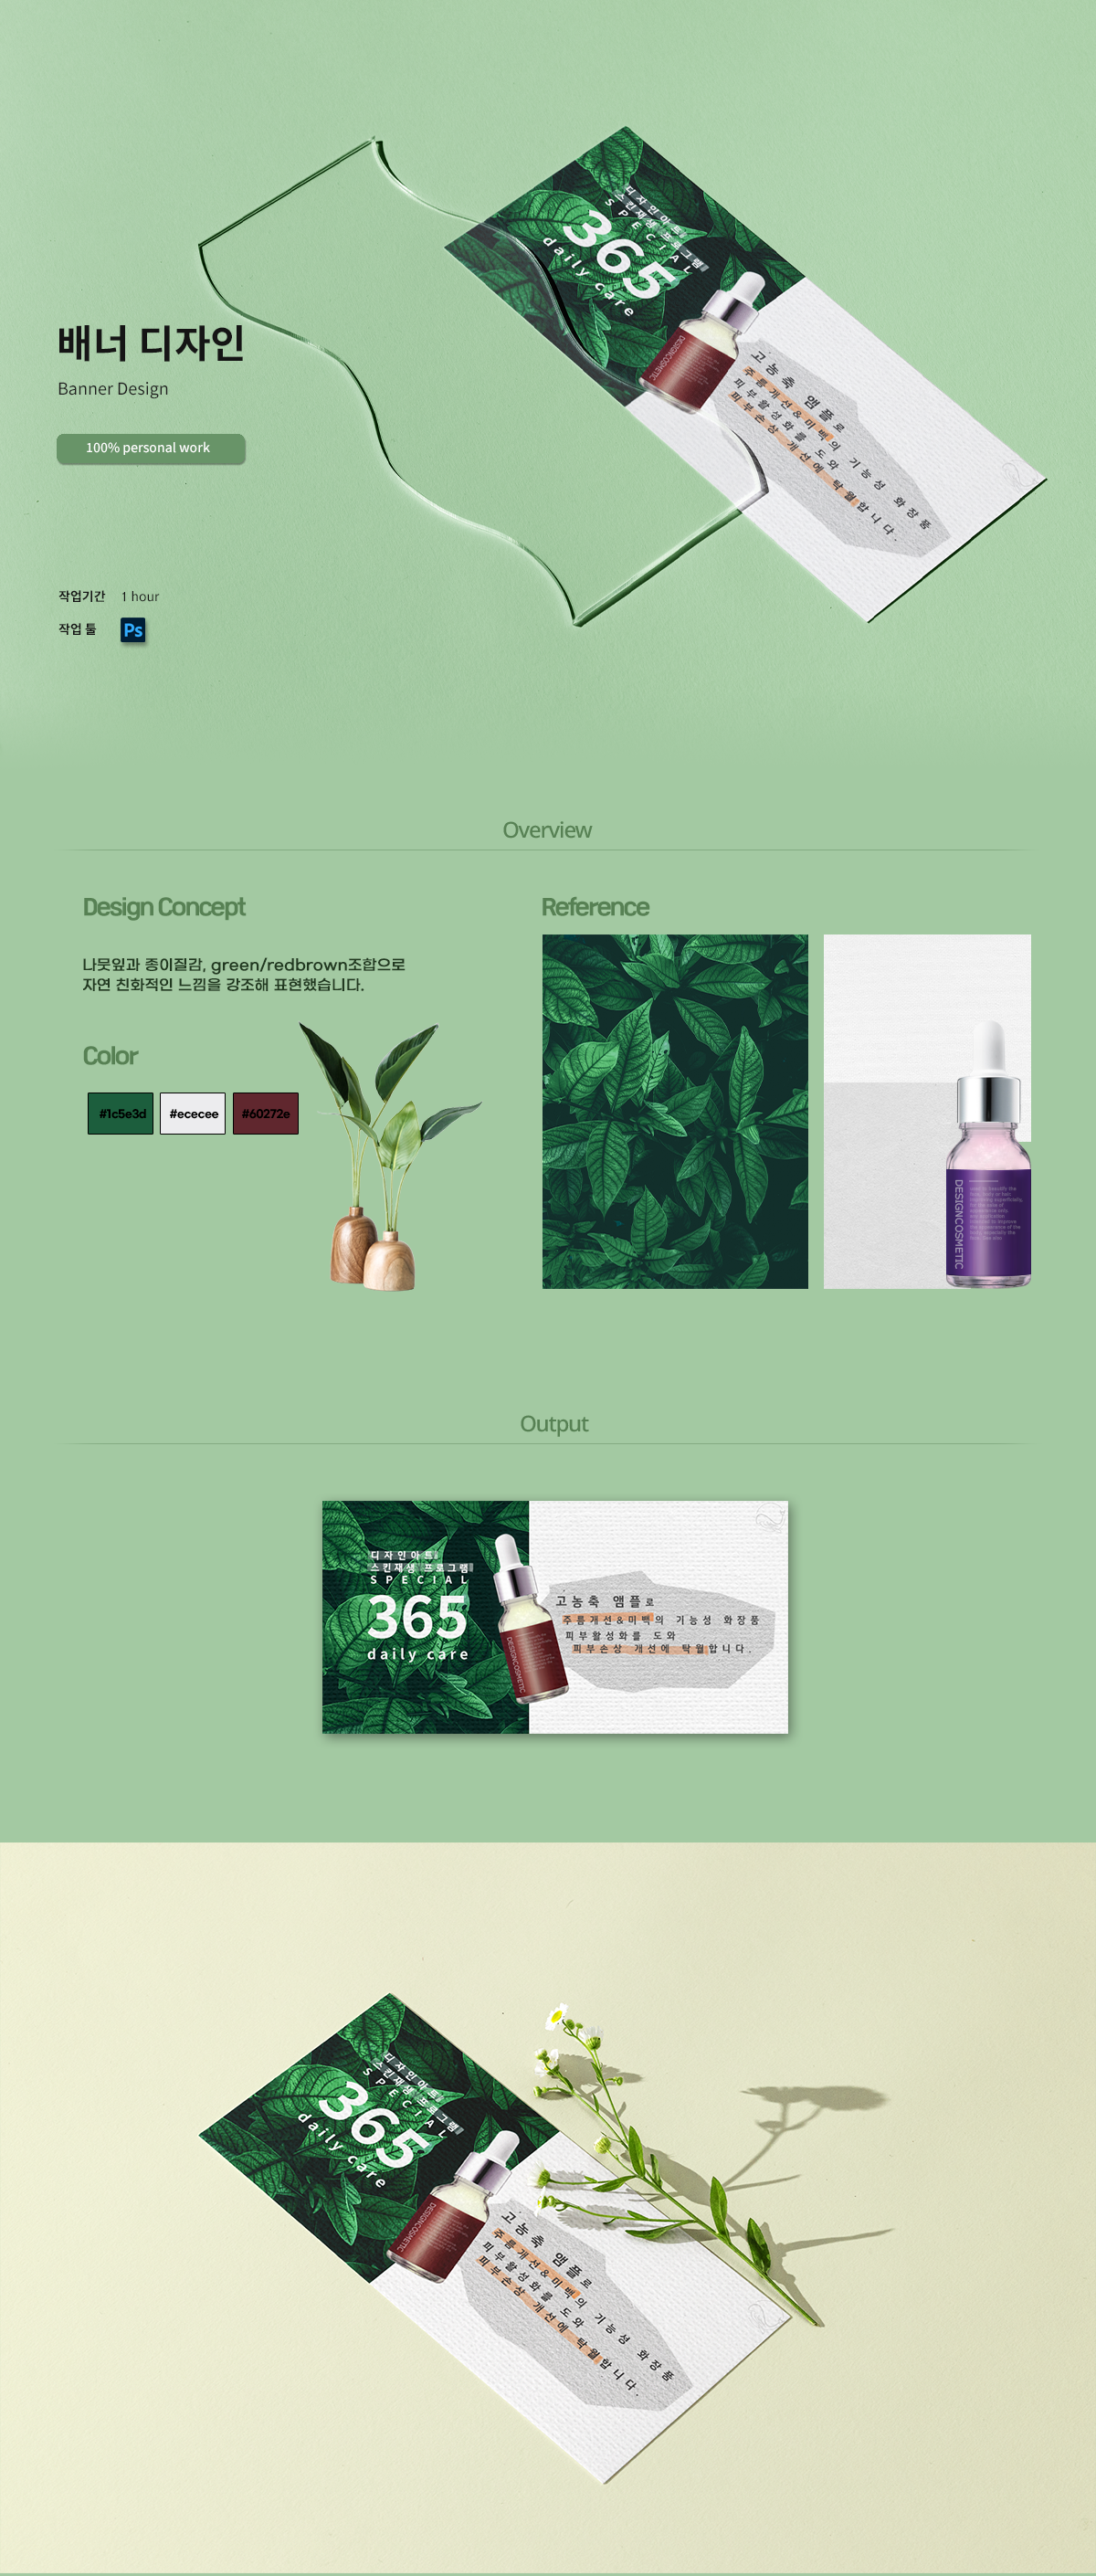 디자인아트
스킨재생 프로그램
SPECIAL
365
daily care
DESIGNCOSMETIC
고농축 앰플로
주름개선&미백의 기능성 화장품
피부활성화를 도와
피부손상 개선에 탁월합니다.
배너 디자인
Banner Design
100% personal work
작업기간 1 hour
작업 툴 Ps
Overview
Design Concept
나뭇잎과 종이질감, green/redbrown조합으로
자연 친화적인 느낌을 강조해 표현했습니다.
Color
#1c5e3d #ececee #60272e
Reference
DESIGNCOSMETIC
Output
디자인아트
스킨재생 프로그램
SPECIAL
365
daily care
DESIGNCOSMETIC
고농축 앰플로
주름개선&미백의 기능성 화장품
피부활성화를 도와
피부손상 개선에 탁월합니다.
디자인아트
스킨재생 프로그램
SPECIAL
365
daily care
DESIGNCOSMETIC
고농축 앰플로
주름개선&미백의 기능성 화장품
피부활성화를 도와
피부손상 개선에 탁월합니다.